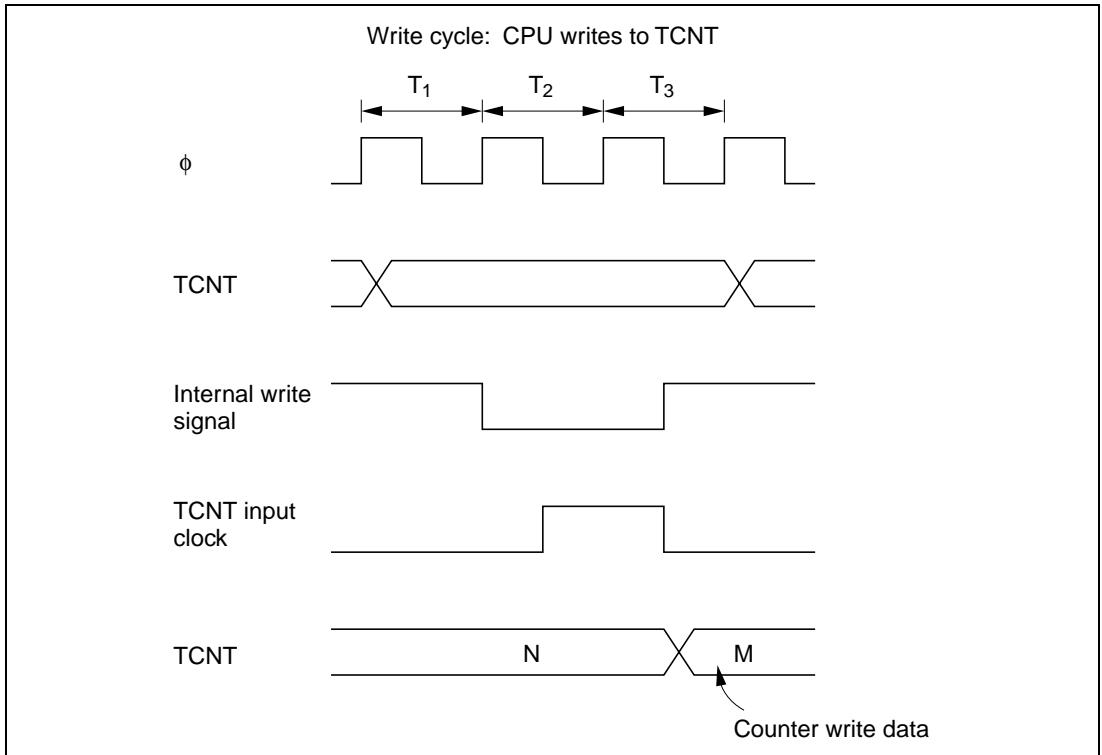 Write cycle: CPU writes to TCNT
T1 T2 T3
ϕ
TCNT
Internal write
signal
TCNT input
clock
TCNT
N M
Counter write data